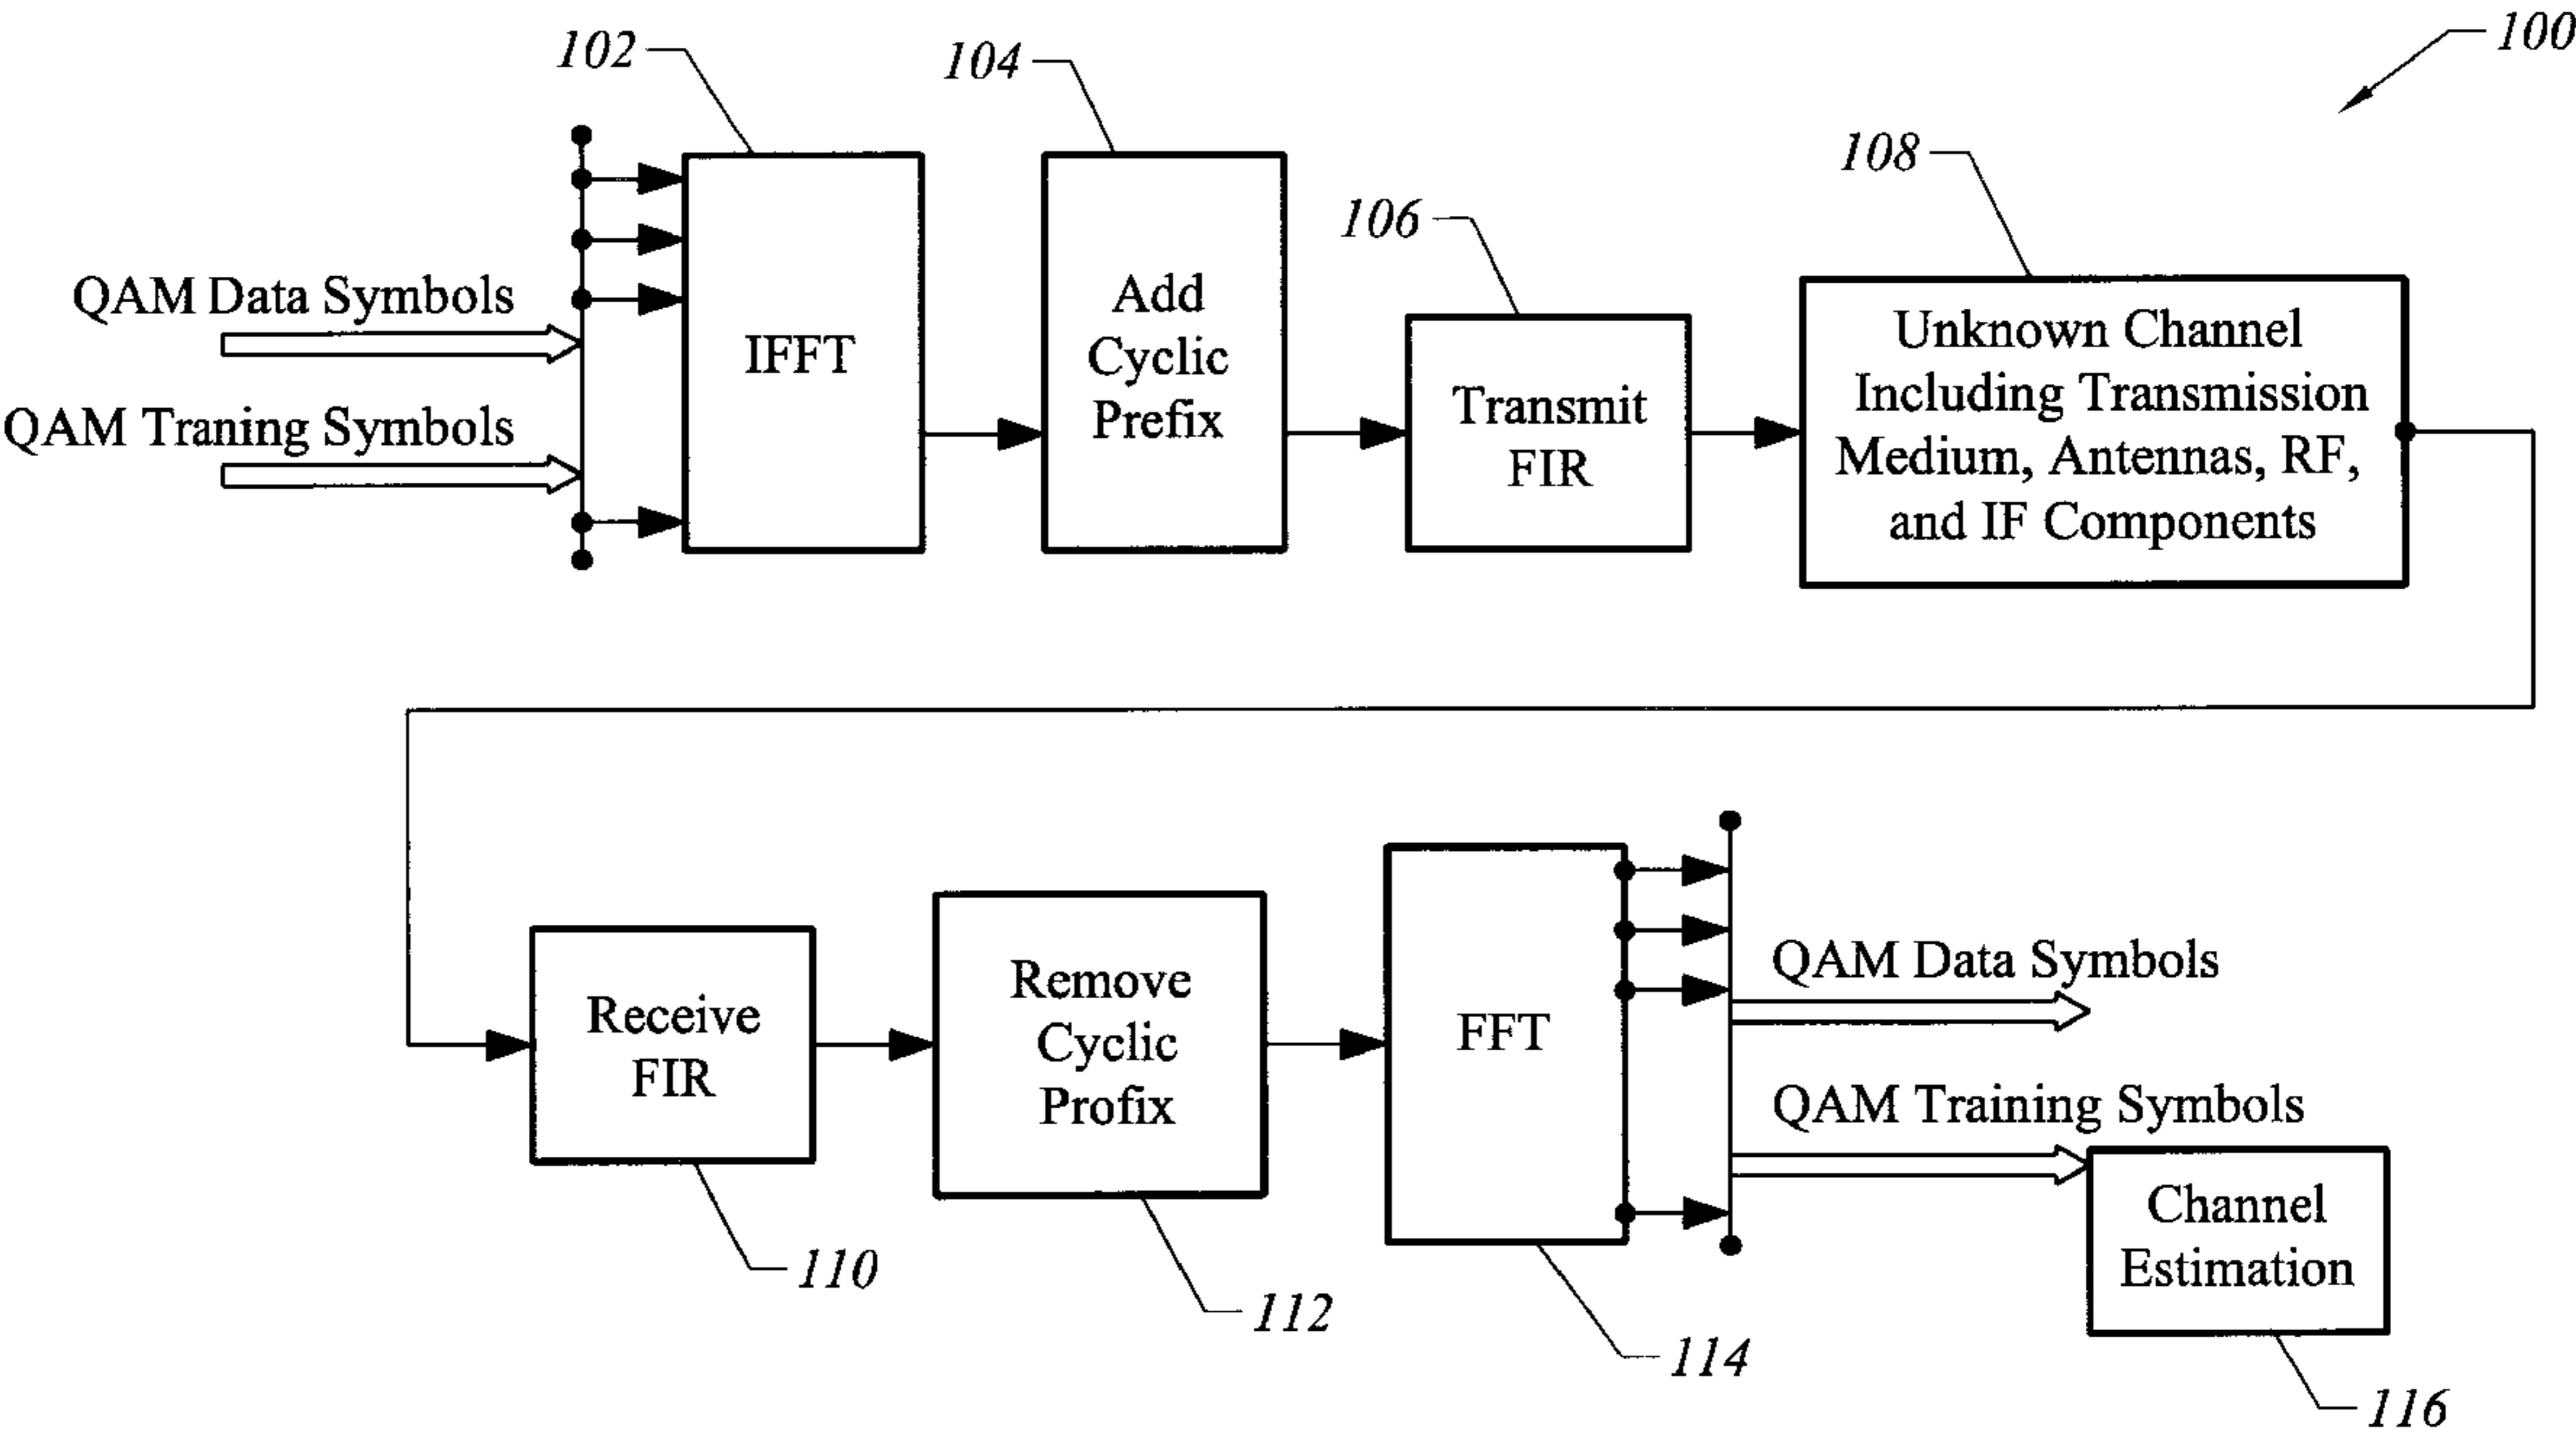 100
102
104
106
108
QAM Data Symbols
QAM Traning Symbols
IFFT
Add
Cyclic
Prefix
Transmit
FIR
Unknown Channel
Including Transmission
Medium, Antennas, RF,
and IF Components
Receive
FIR
Remove
Cyclic
Profix
FFT
QAM Data Symbols
QAM Training Symbols
Channel
Estimation
110
112
114
116